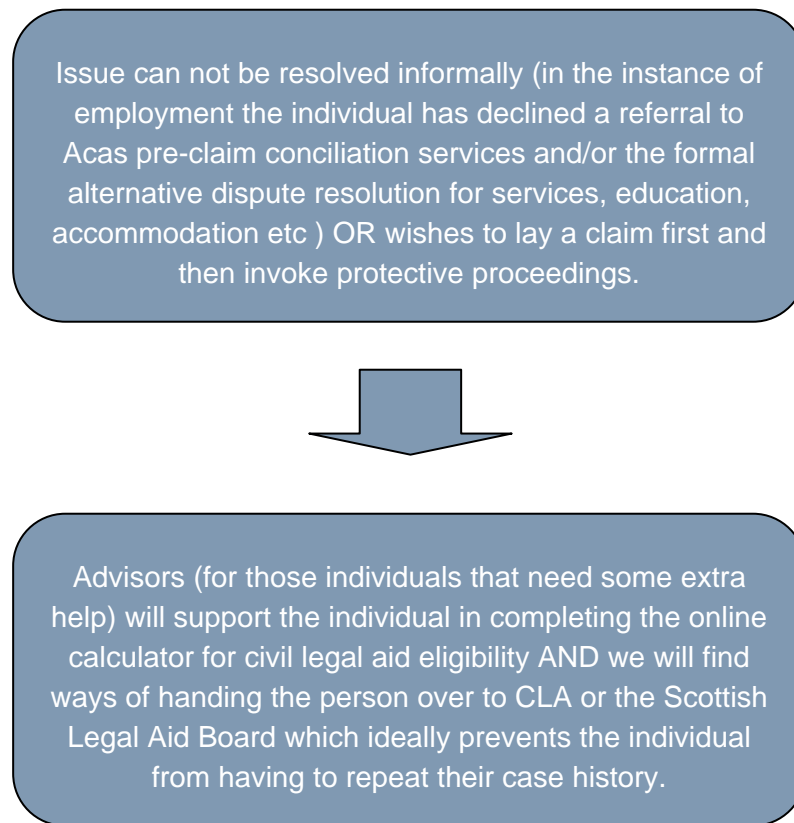 Issue can not be resolved informally (in the instance of
employment the individual has declined a referral to
Acas pre-claim conciliation services and/or the formal
alternative dispute resolution for services, education,
accommodation etc ) OR wishes to lay a claim first and
then invoke protective proceedings.
Advisors (for those individuals that need some extra
help) will support the individual in completing the online
calculator for civil legal aid eligibility AND we will find
ways of handing the person over to CLA or the Scottish
Legal Aid Board which ideally prevents the individual
from having to repeat their case history.